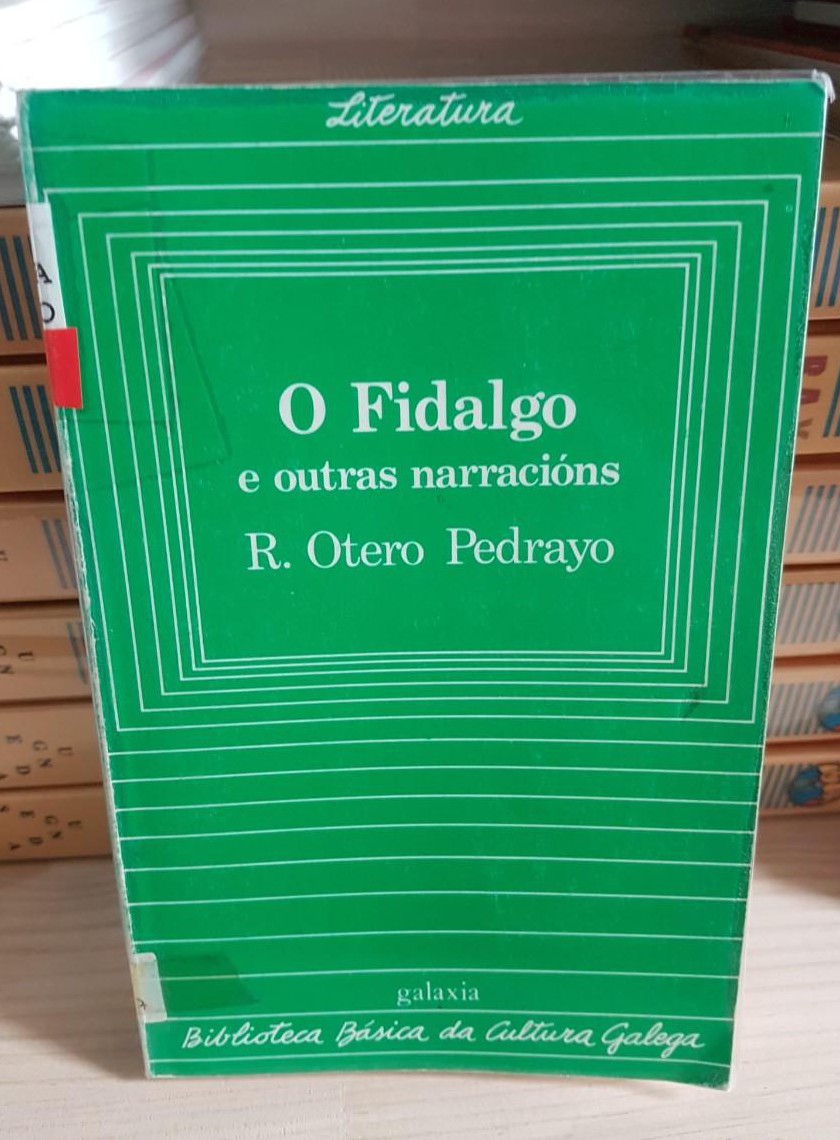 Literatura
O Fidalgo
e outras narracións
R. Otero Pedrayo
galaxia
Biblioteca Básica da Cultura Galega
A
O